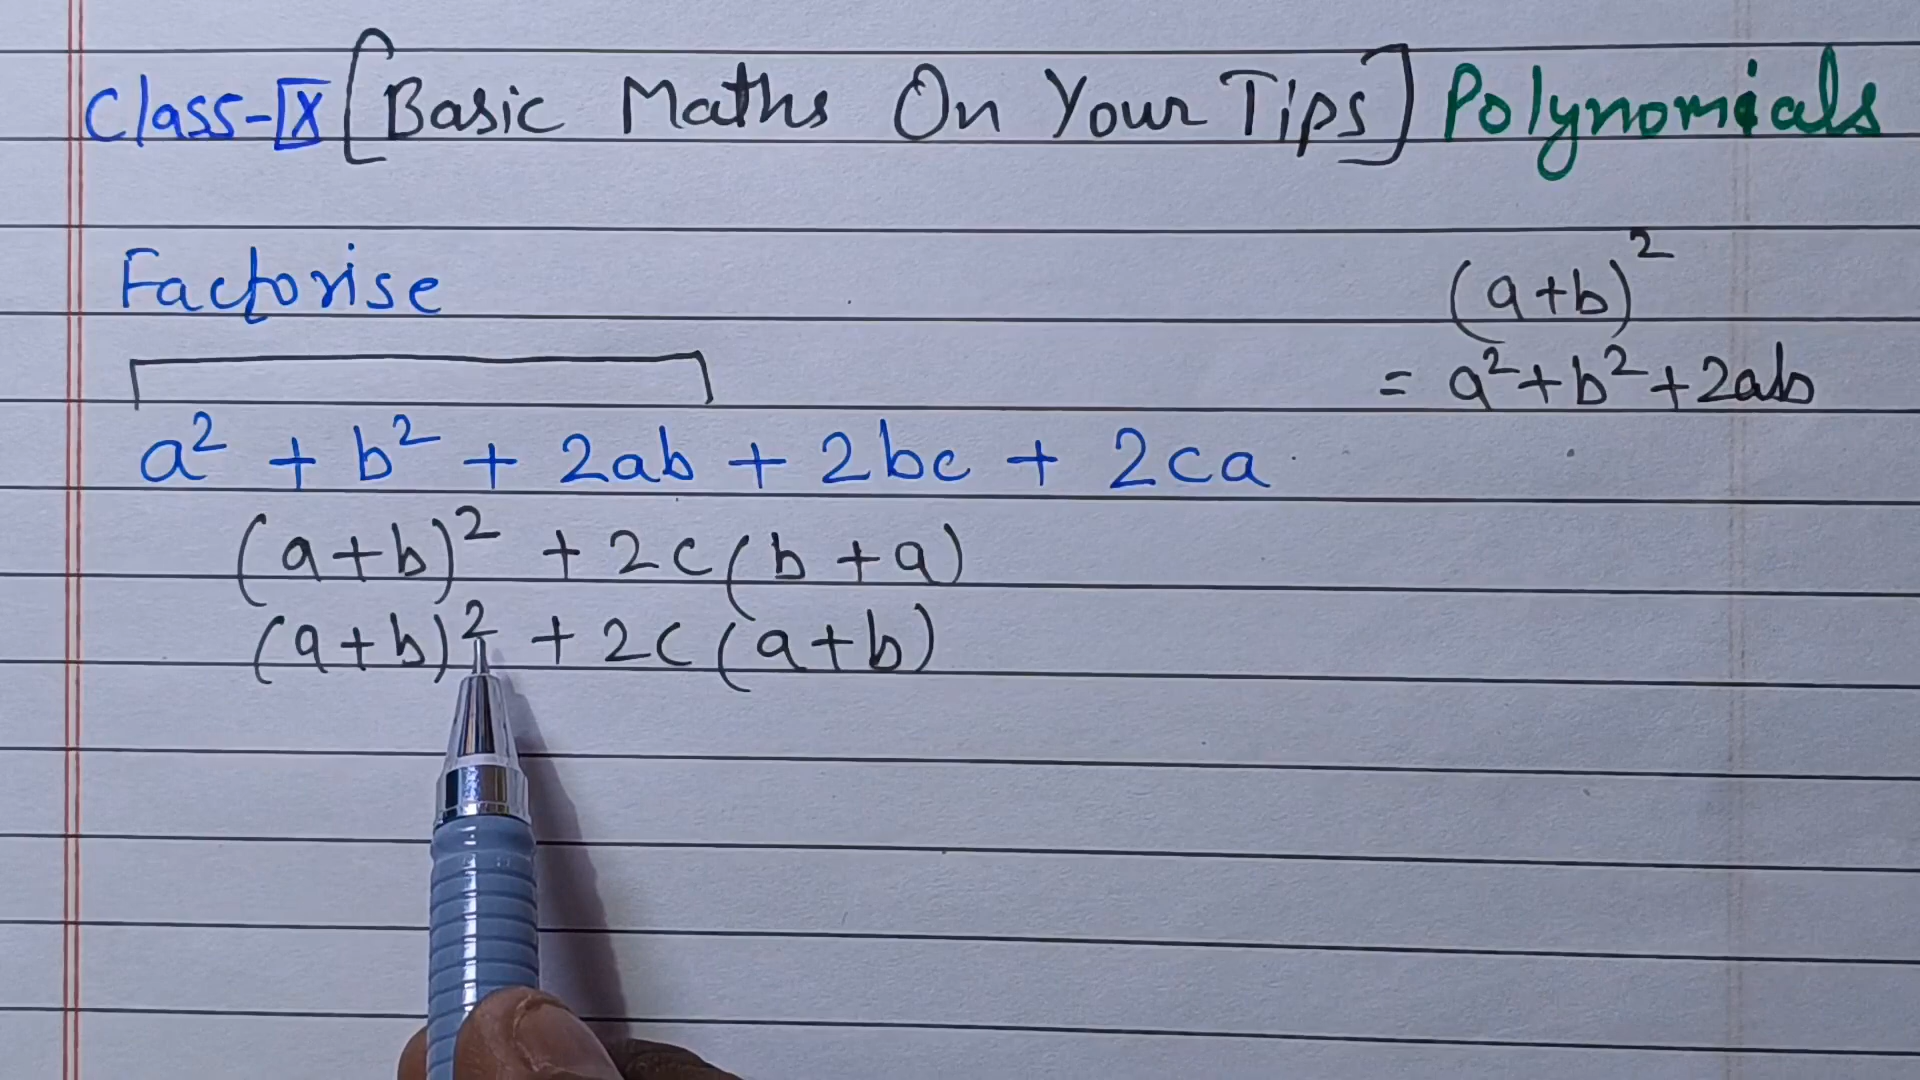 Class-IX [Basic Maths On Your Tips] Polynomials
Factorise
(a+b)²
= a²+b²+2ab
a² + b² + 2ab + 2bc + 2ca
(a+b)² + 2c(b+a)
(a+b)² + 2c(a+b)